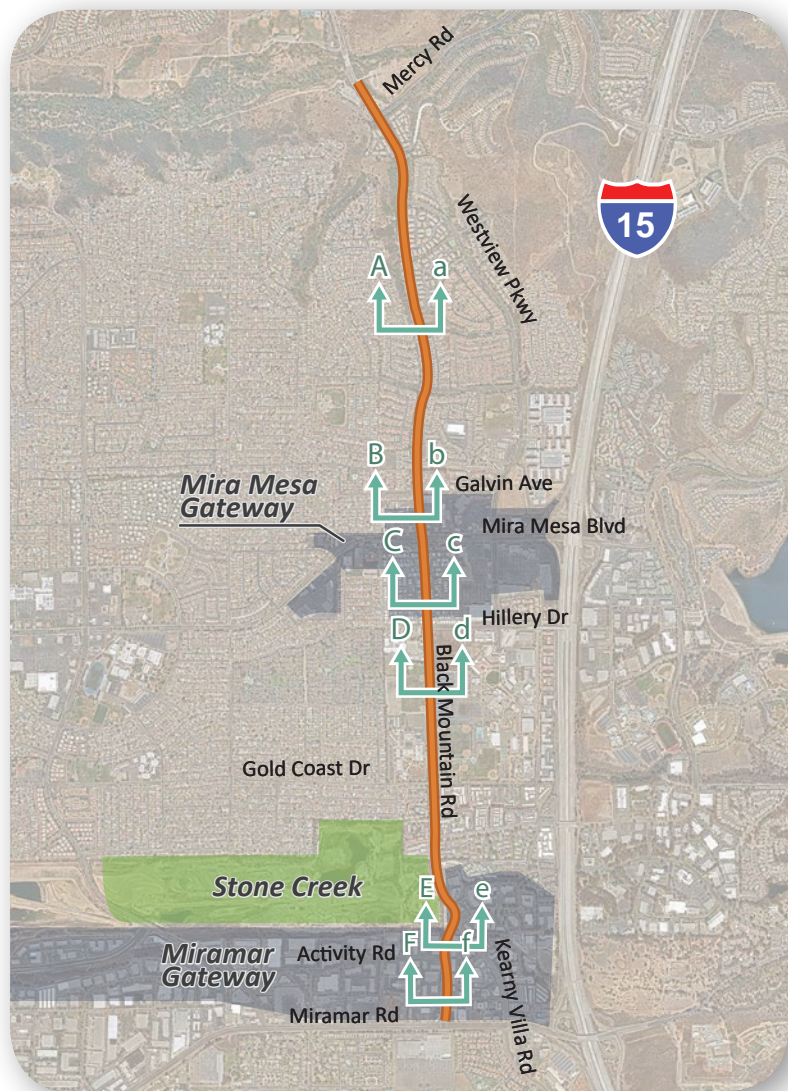 Mercy Rd
Westview Pkwy
15
A
a
B
b
Galvin Ave
Mira Mesa
Gateway
Mira Mesa Blvd
C
c
Hillery Dr
D
d
Black Mountain Rd
Gold Coast Dr
Stone Creek
E
e
Miramar
Gateway
Activity Rd
F
f
Kearny Villa Rd
Miramar Rd